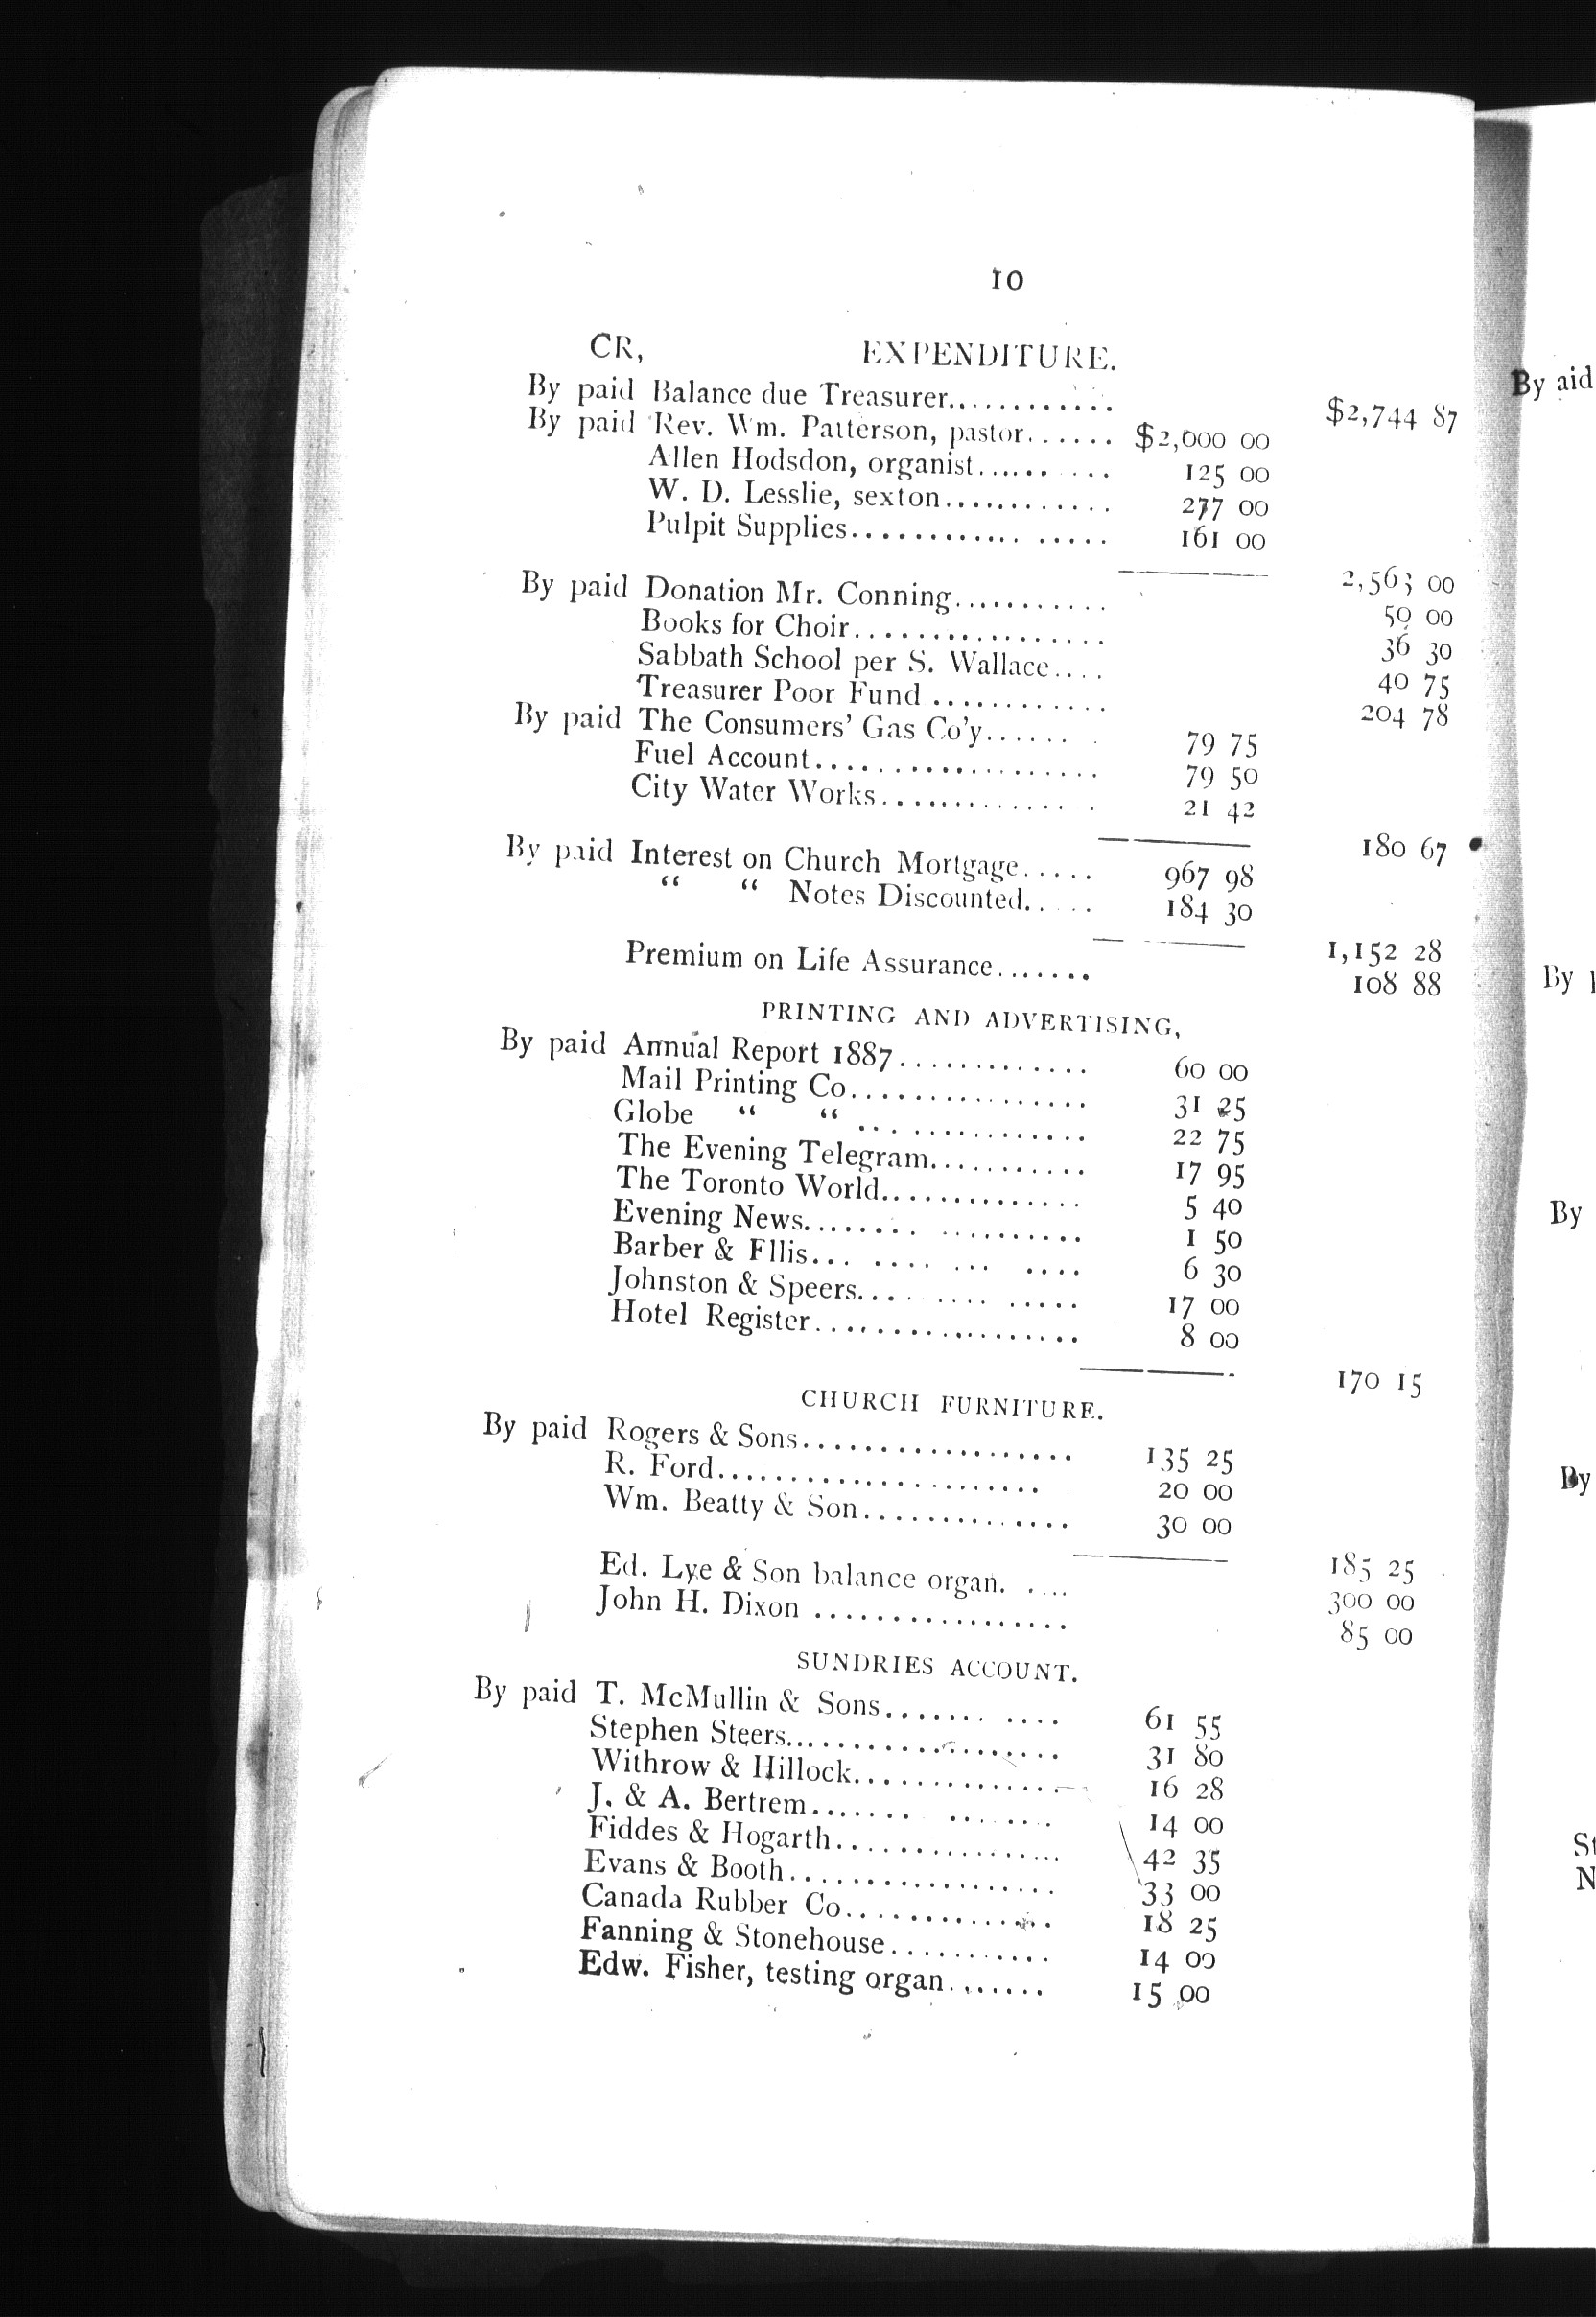 10
CR, EXPENDITURE.
By paid Balance due Treasurer............ $2,744 87
By paid Rev. Wm. Patterson, pastor...... $2,000 00
Allen Hodsdon, organist......... 125 00
W. D. Lesslie, sexton............ 277 00
Pulpit Supplies................. 161 00
2,563 00
By paid Donation Mr. Conning........... 50 00
Books for Choir................. 36 30
Sabbath School per S. Wallace.... 40 75
Treasurer Poor Fund ............ 204 78
By paid The Consumers' Gas Co'y....... 79 75
Fuel Account................... 79 50
City Water Works.............. 21 42
180 67
By paid Interest on Church Mortgage..... 967 98
“ “ Notes Discounted..... 184 30
1,152 28
Premium on Life Assurance....... 108 88
PRINTING AND ADVERTISING,
By paid Annual Report 1887............. 60 00
Mail Printing Co................ 31 25
Globe “ “ ... ............ 22 75
The Evening Telegram........... 17 95
The Toronto World.............. 5 40
Evening News....... .......... 1 50
Barber & Fllis... .... ... .... 6 30
Johnston & Speers......... ..... 17 00
Hotel Register.................. 8 00
170 15
CHURCH FURNITURE.
By paid Rogers & Sons.................. 135 25
R. Ford...................... 20 00
Wm. Beatty & Son.............. 30 00
185 25
Ed. Lye & Son balance organ. .... 300 00
John H. Dixon ................. 85 00
SUNDRIES ACCOUNT.
By paid T. McMullin & Sons....... .... 61 55
Stephen Steers.................. 31 80
Withrow & Hillock.............. 16 28
J. & A. Bertrem....... ....... 14 00
Fiddes & Hogarth............... 42 35
Evans & Booth.................. 33 00
Canada Rubber Co.............. 18 25
Fanning & Stonehouse........... 14 00
Edw. Fisher, testing organ....... 15 00
By aid
By
By
By